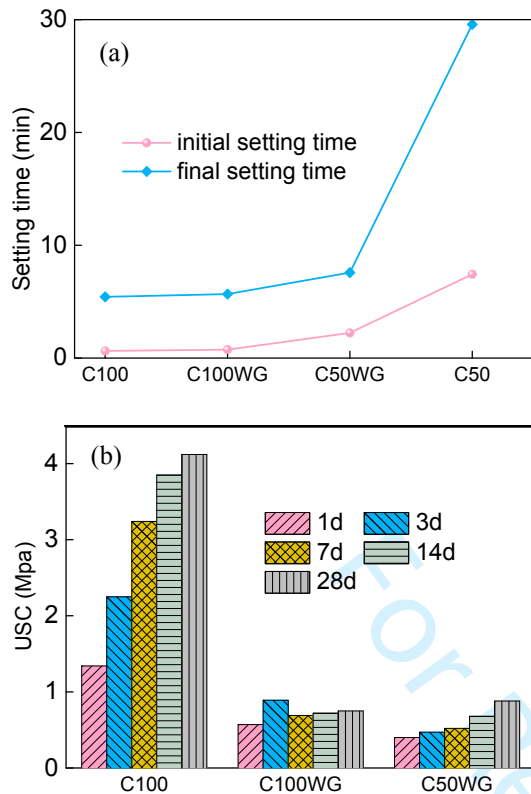 (a)
30
20
10
0
Setting time (min)
initial setting time
final setting time
C100 C100WG C50WG C50
(b)
4
3
2
1
0
USC (Mpa)
1d 3d
7d 14d
28d
C100 C100WG C50WG
For